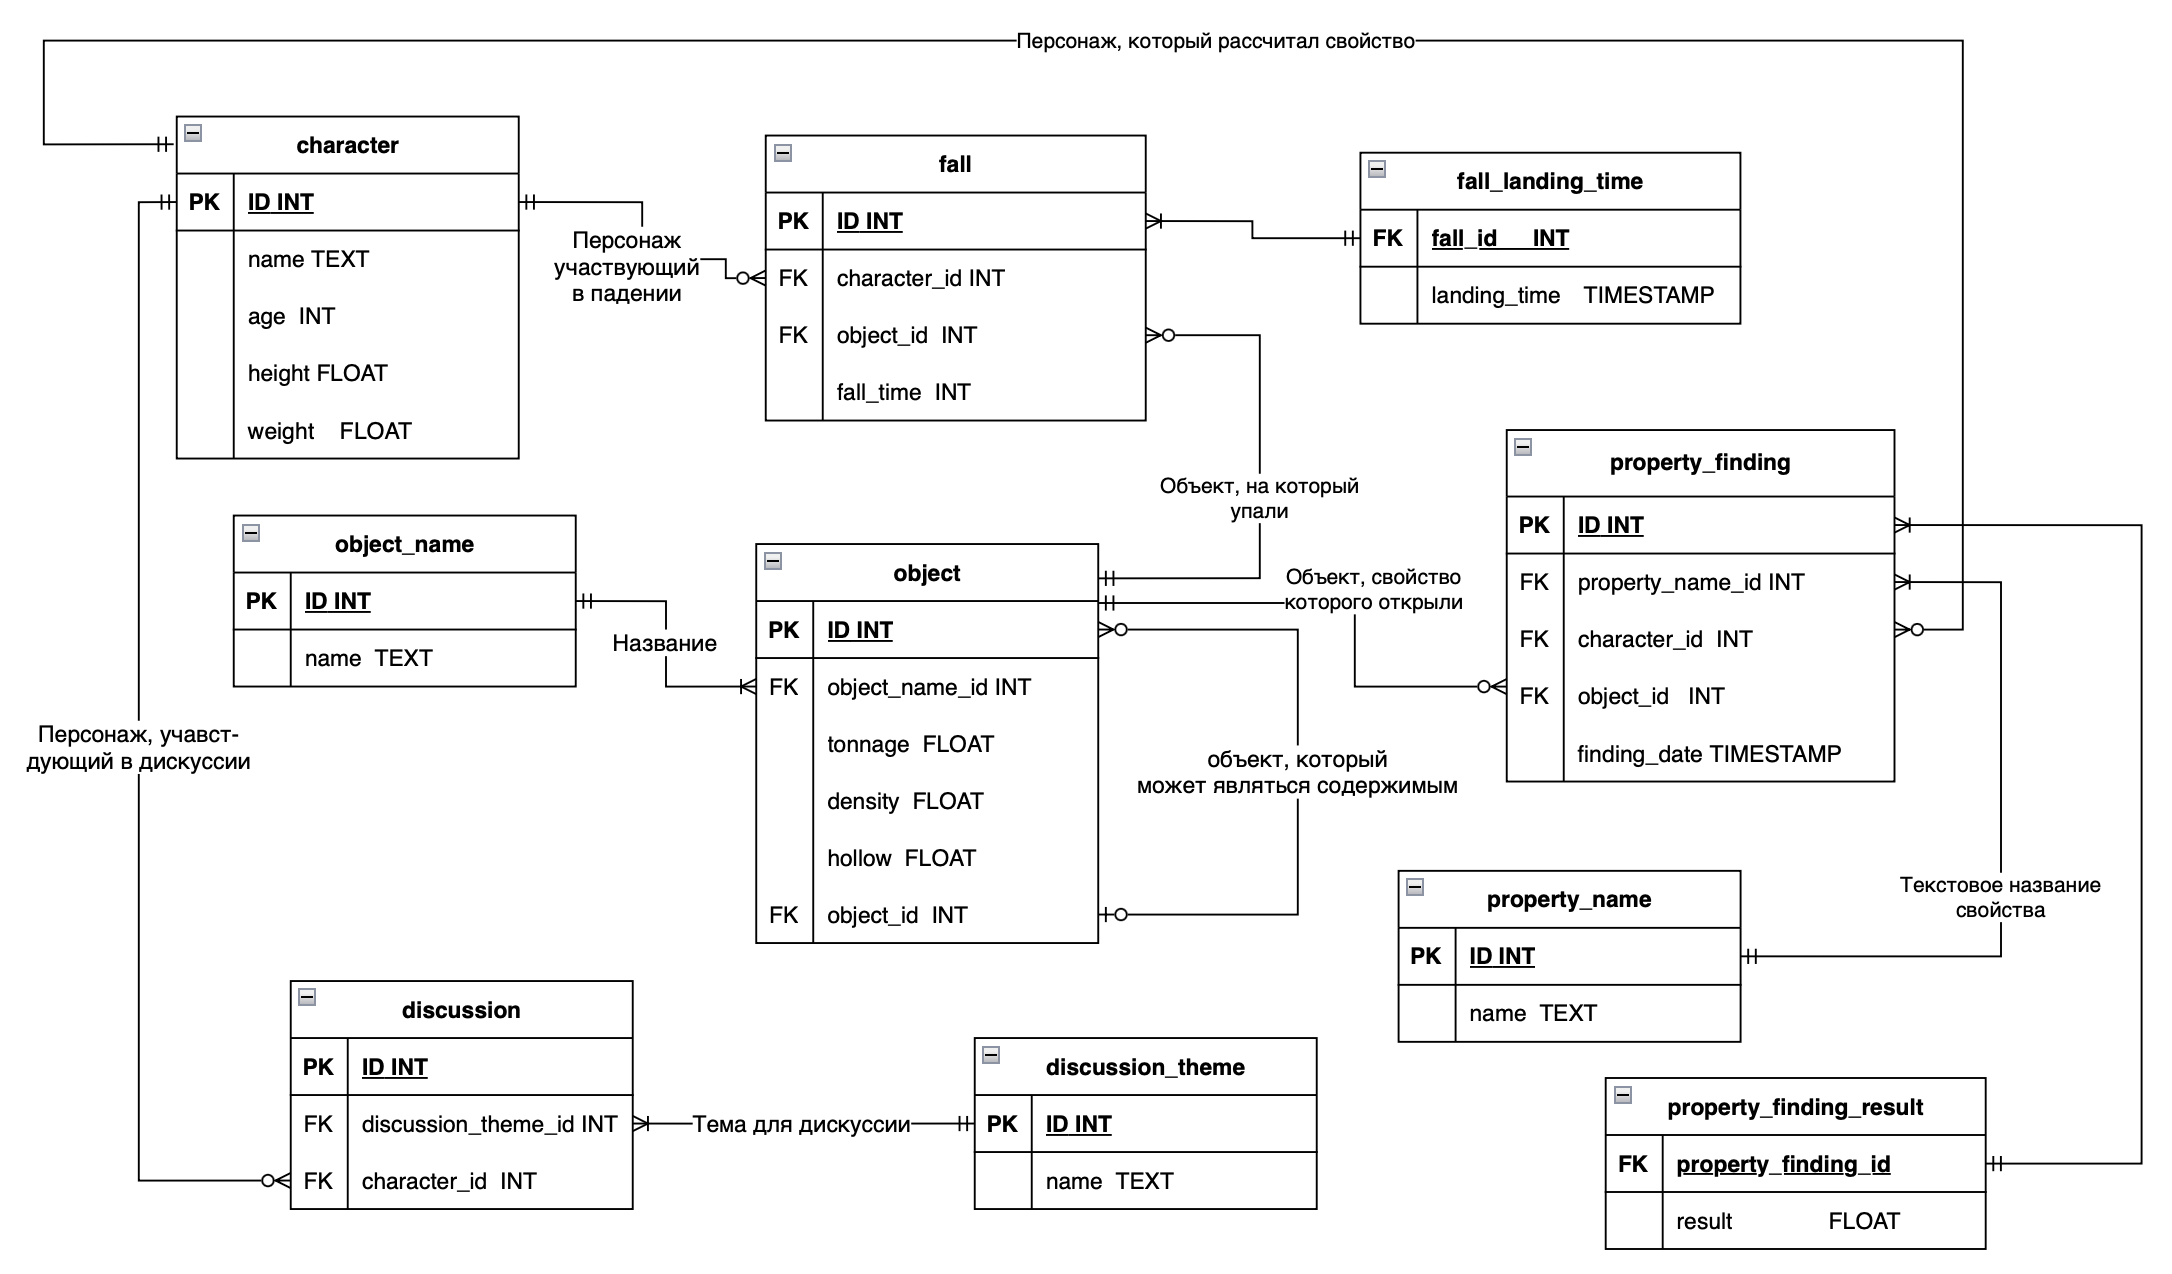 Персонаж, который рассчитал свойство
character
PK ID INT
name TEXT
age INT
height FLOAT
weight FLOAT
Персонаж
участвующий
в падении
fall
PK ID INT
FK character_id INT
FK object_id INT
fall_time INT
fall_landing_time
FK fall_id INT
landing_time TIMESTAMP
Объект, на который
упали
property_finding
PK ID INT
FK property_name_id INT
FK character_id INT
FK object_id INT
finding_date TIMESTAMP
object_name
PK ID INT
name TEXT
Название
object
PK ID INT
FK object_name_id INT
tonnage FLOAT
density FLOAT
hollow FLOAT
FK object_id INT
Объект, свойство
которого открыли
объект, который
может являться содержимым
Персонаж, учавст-
дующий в дискуссии
Текстовое название
свойства
property_name
PK ID INT
name TEXT
discussion
PK ID INT
FK discussion_theme_id INT
FK character_id INT
Тема для дискуссии
discussion_theme
PK ID INT
name TEXT
property_finding_result
FK property_finding_id
result FLOAT